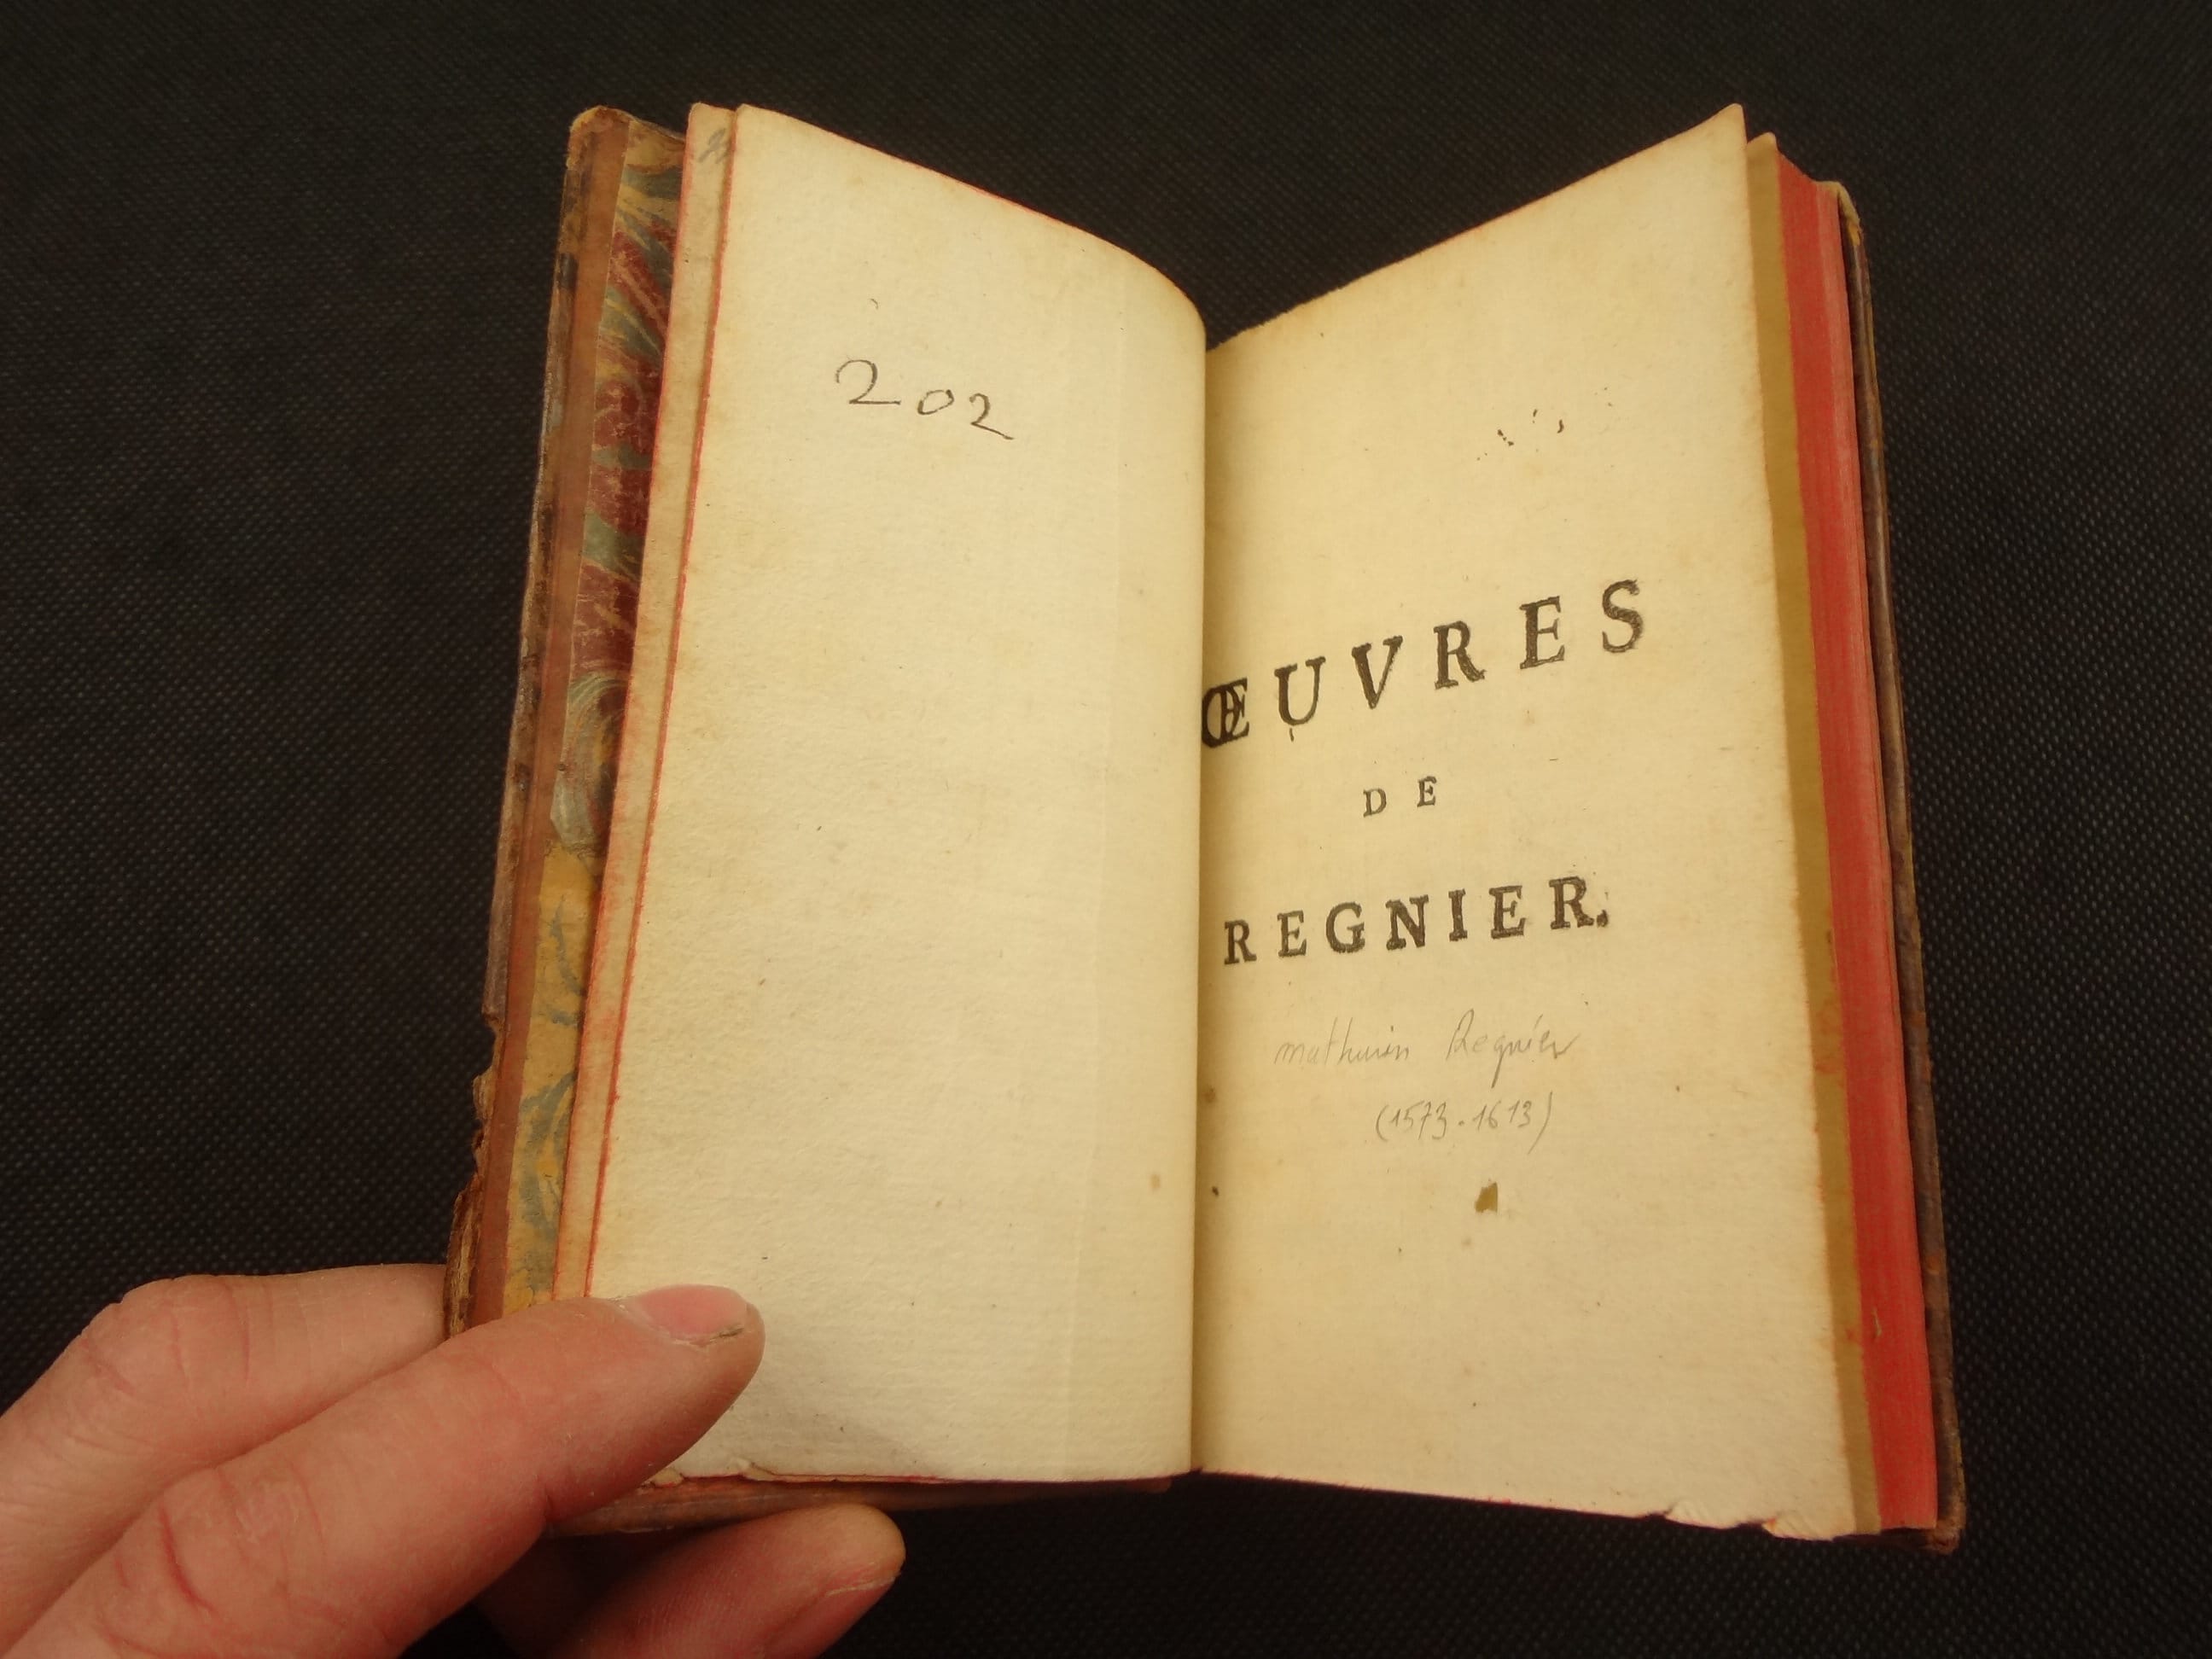 202
ŒUVRES
DE
REGNIER.
mathurin Regnier
(1573-1613)